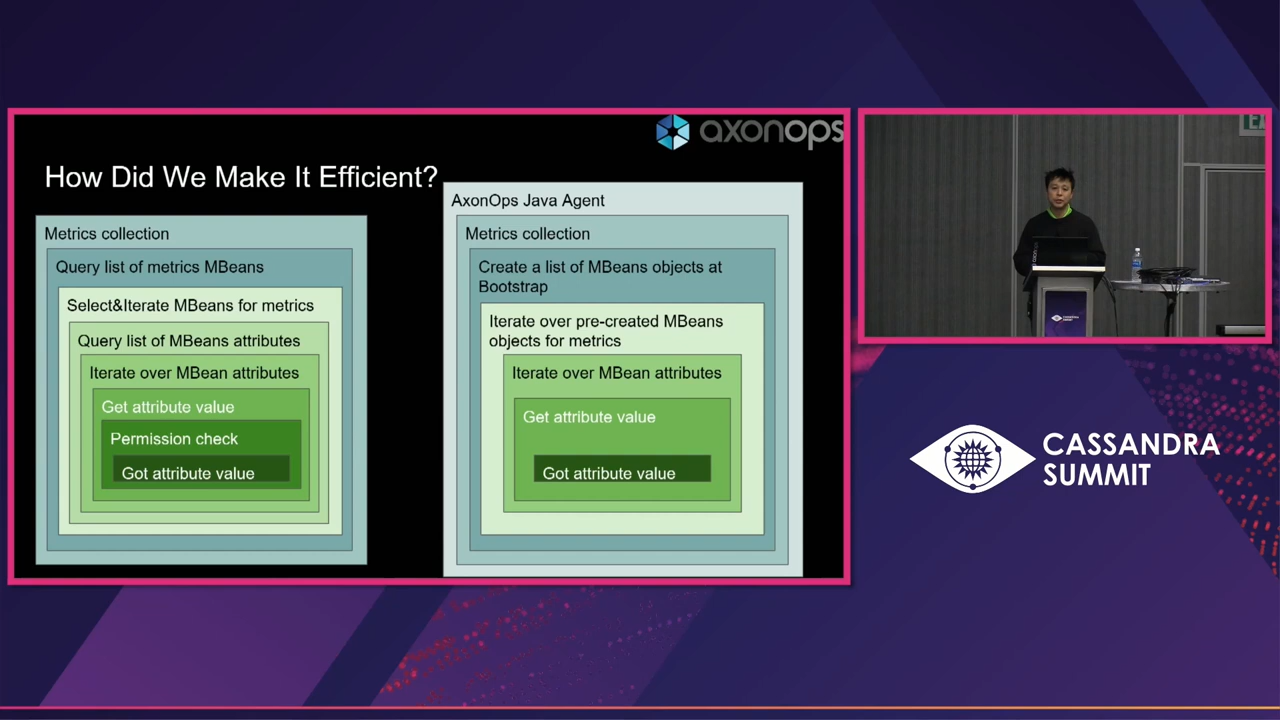 axonops
How Did We Make It Efficient?
Metrics collection
Query list of metrics MBeans
Select&Iterate MBeans for metrics
Query list of MBeans attributes
Iterate over MBean attributes
Get attribute value
Permission check
Got attribute value
AxonOps Java Agent
Metrics collection
Create a list of MBeans objects at
Bootstrap
Iterate over pre-created MBeans
objects for metrics
Iterate over MBean attributes
Get attribute value
Got attribute value
CASSANDRA
SUMMIT